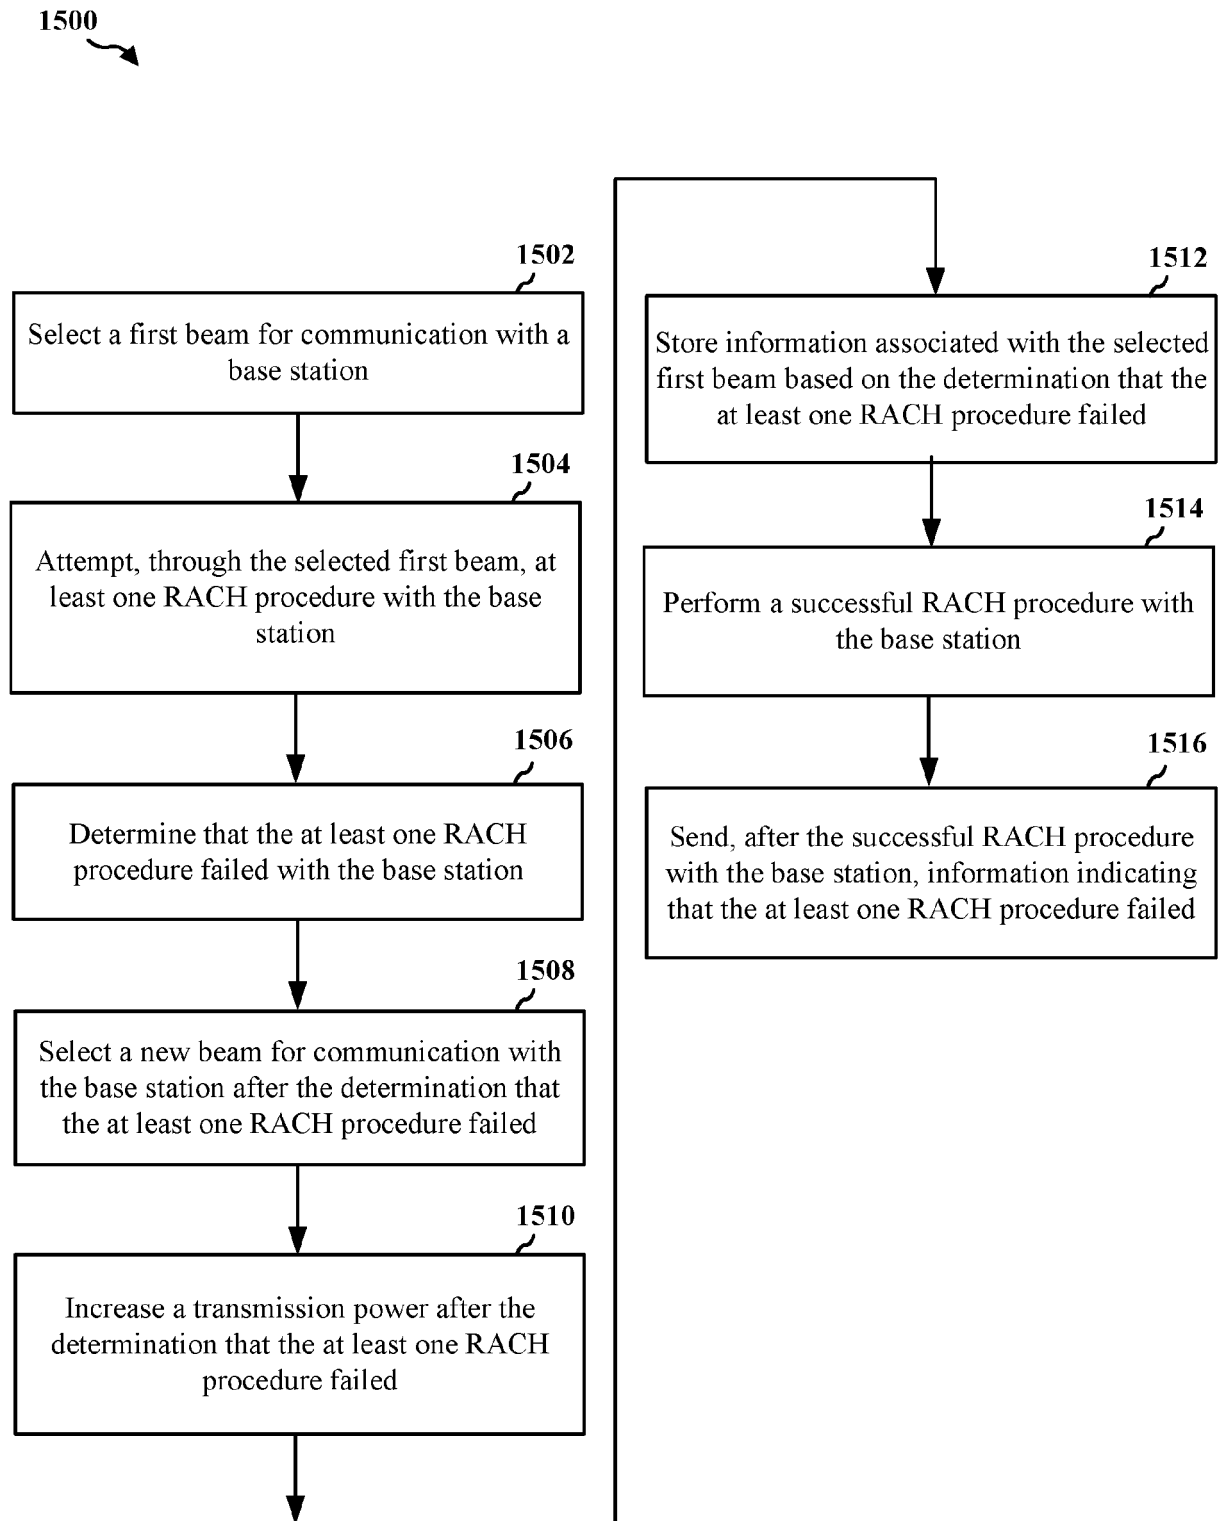 1500
1502
Select a first beam for communication with a
base station
1504
Attempt, through the selected first beam, at
least one RACH procedure with the base
station
1506
Determine that the at least one RACH
procedure failed with the base station
1508
Select a new beam for communication with
the base station after the determination that
the at least one RACH procedure failed
1510
Increase a transmission power after the
determination that the at least one RACH
procedure failed
1512
Store information associated with the selected
first beam based on the determination that the
at least one RACH procedure failed
1514
Perform a successful RACH procedure with
the base station
1516
Send, after the successful RACH procedure
with the base station, information indicating
that the at least one RACH procedure failed